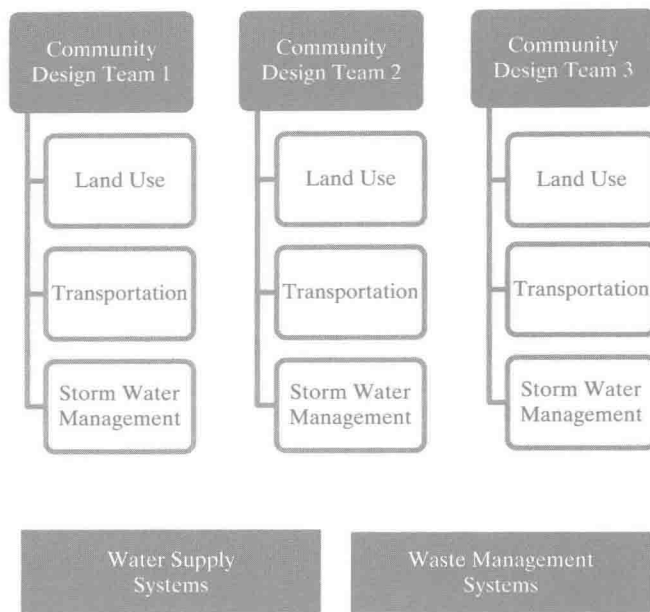 Community
Design Team 1
Land Use
Transportation
Storm Water
Management
Community
Design Team 2
Land Use
Transportation
Storm Water
Management
Community
Design Team 3
Land Use
Transportation
Storm Water
Management
Water Supply
Systems
Waste Management
Systems